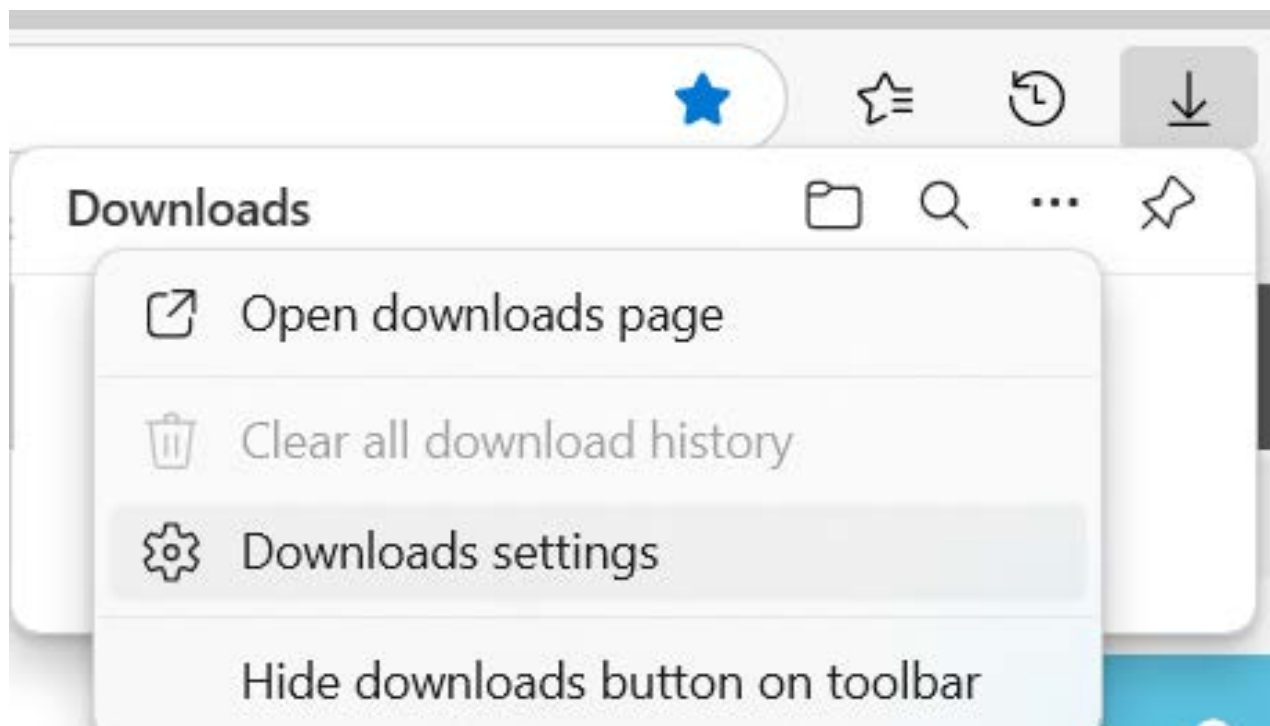 Downloads
Open downloads page
Clear all download history
Downloads settings
Hide downloads button on toolbar